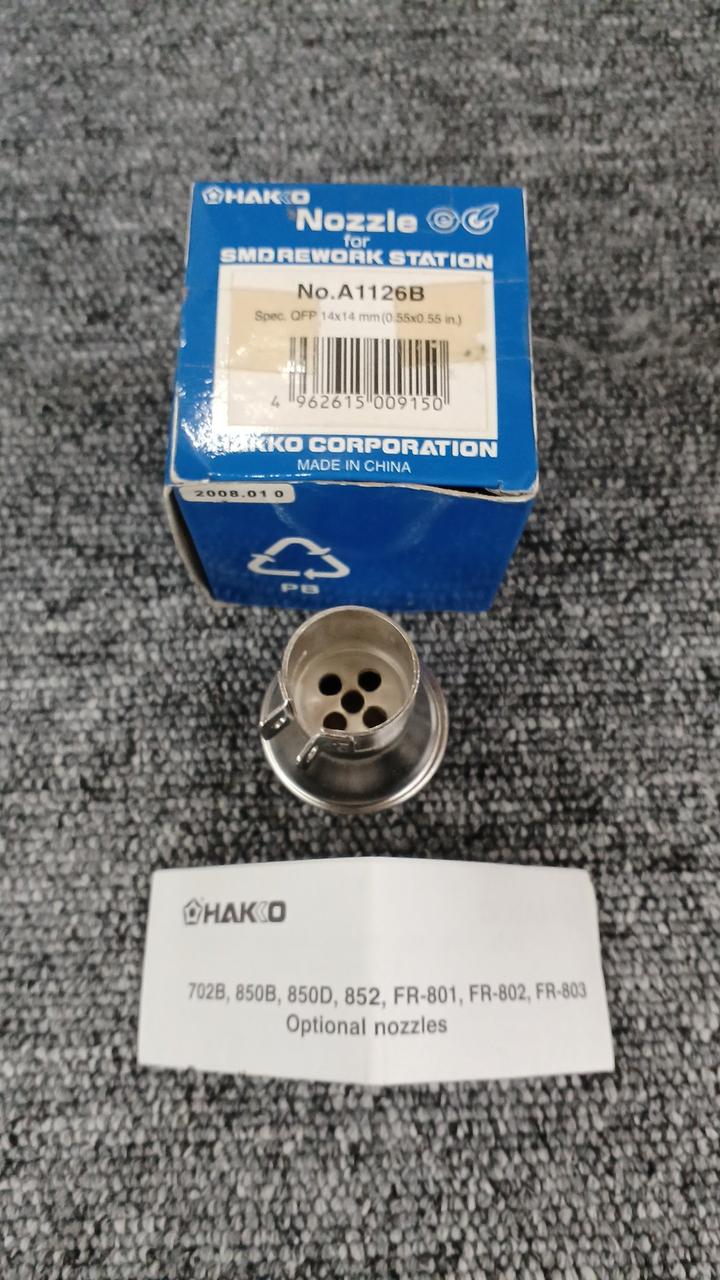 HAKKO
Nozzle
for
SMD REWORK STATION
No.A1126B
Spec. QFP 14x14 mm(0.55x0.55 in.)
4 962615 009150
HAKKO CORPORATION
MADE IN CHINA
2008.01 0
PB
HAKKO
702B, 850B, 850D, 852, FR-801, FR-802, FR-803
Optional nozzles